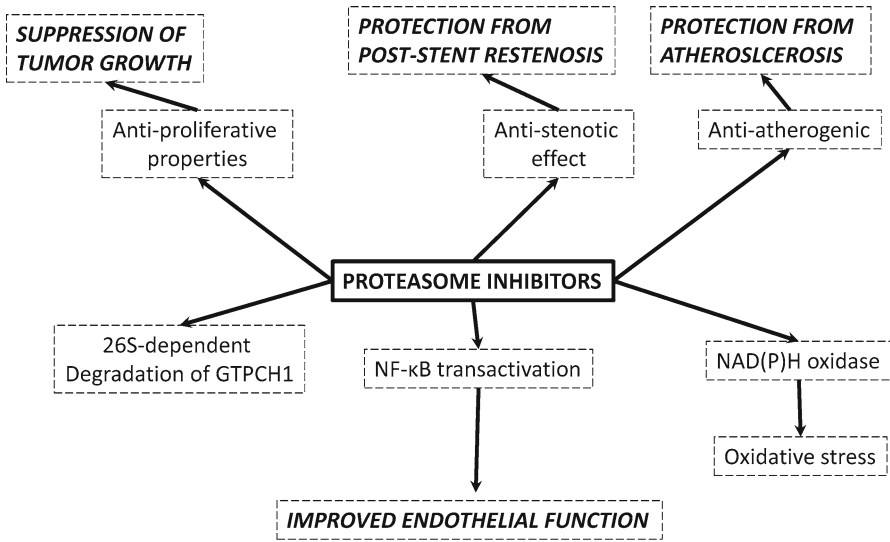 SUPPRESSION OF
TUMOR GROWTH
PROTECTION FROM
POST-STENT RESTENOSIS
PROTECTION FROM
ATHEROSLCEROSIS
Anti-proliferative
properties
Anti-stenotic
effect
Anti-atherogenic
PROTEASOME INHIBITORS
26S-dependent
Degradation of GTPCH1
NF-κB transactivation
NAD(P)H oxidase
Oxidative stress
IMPROVED ENDOTHELIAL FUNCTION